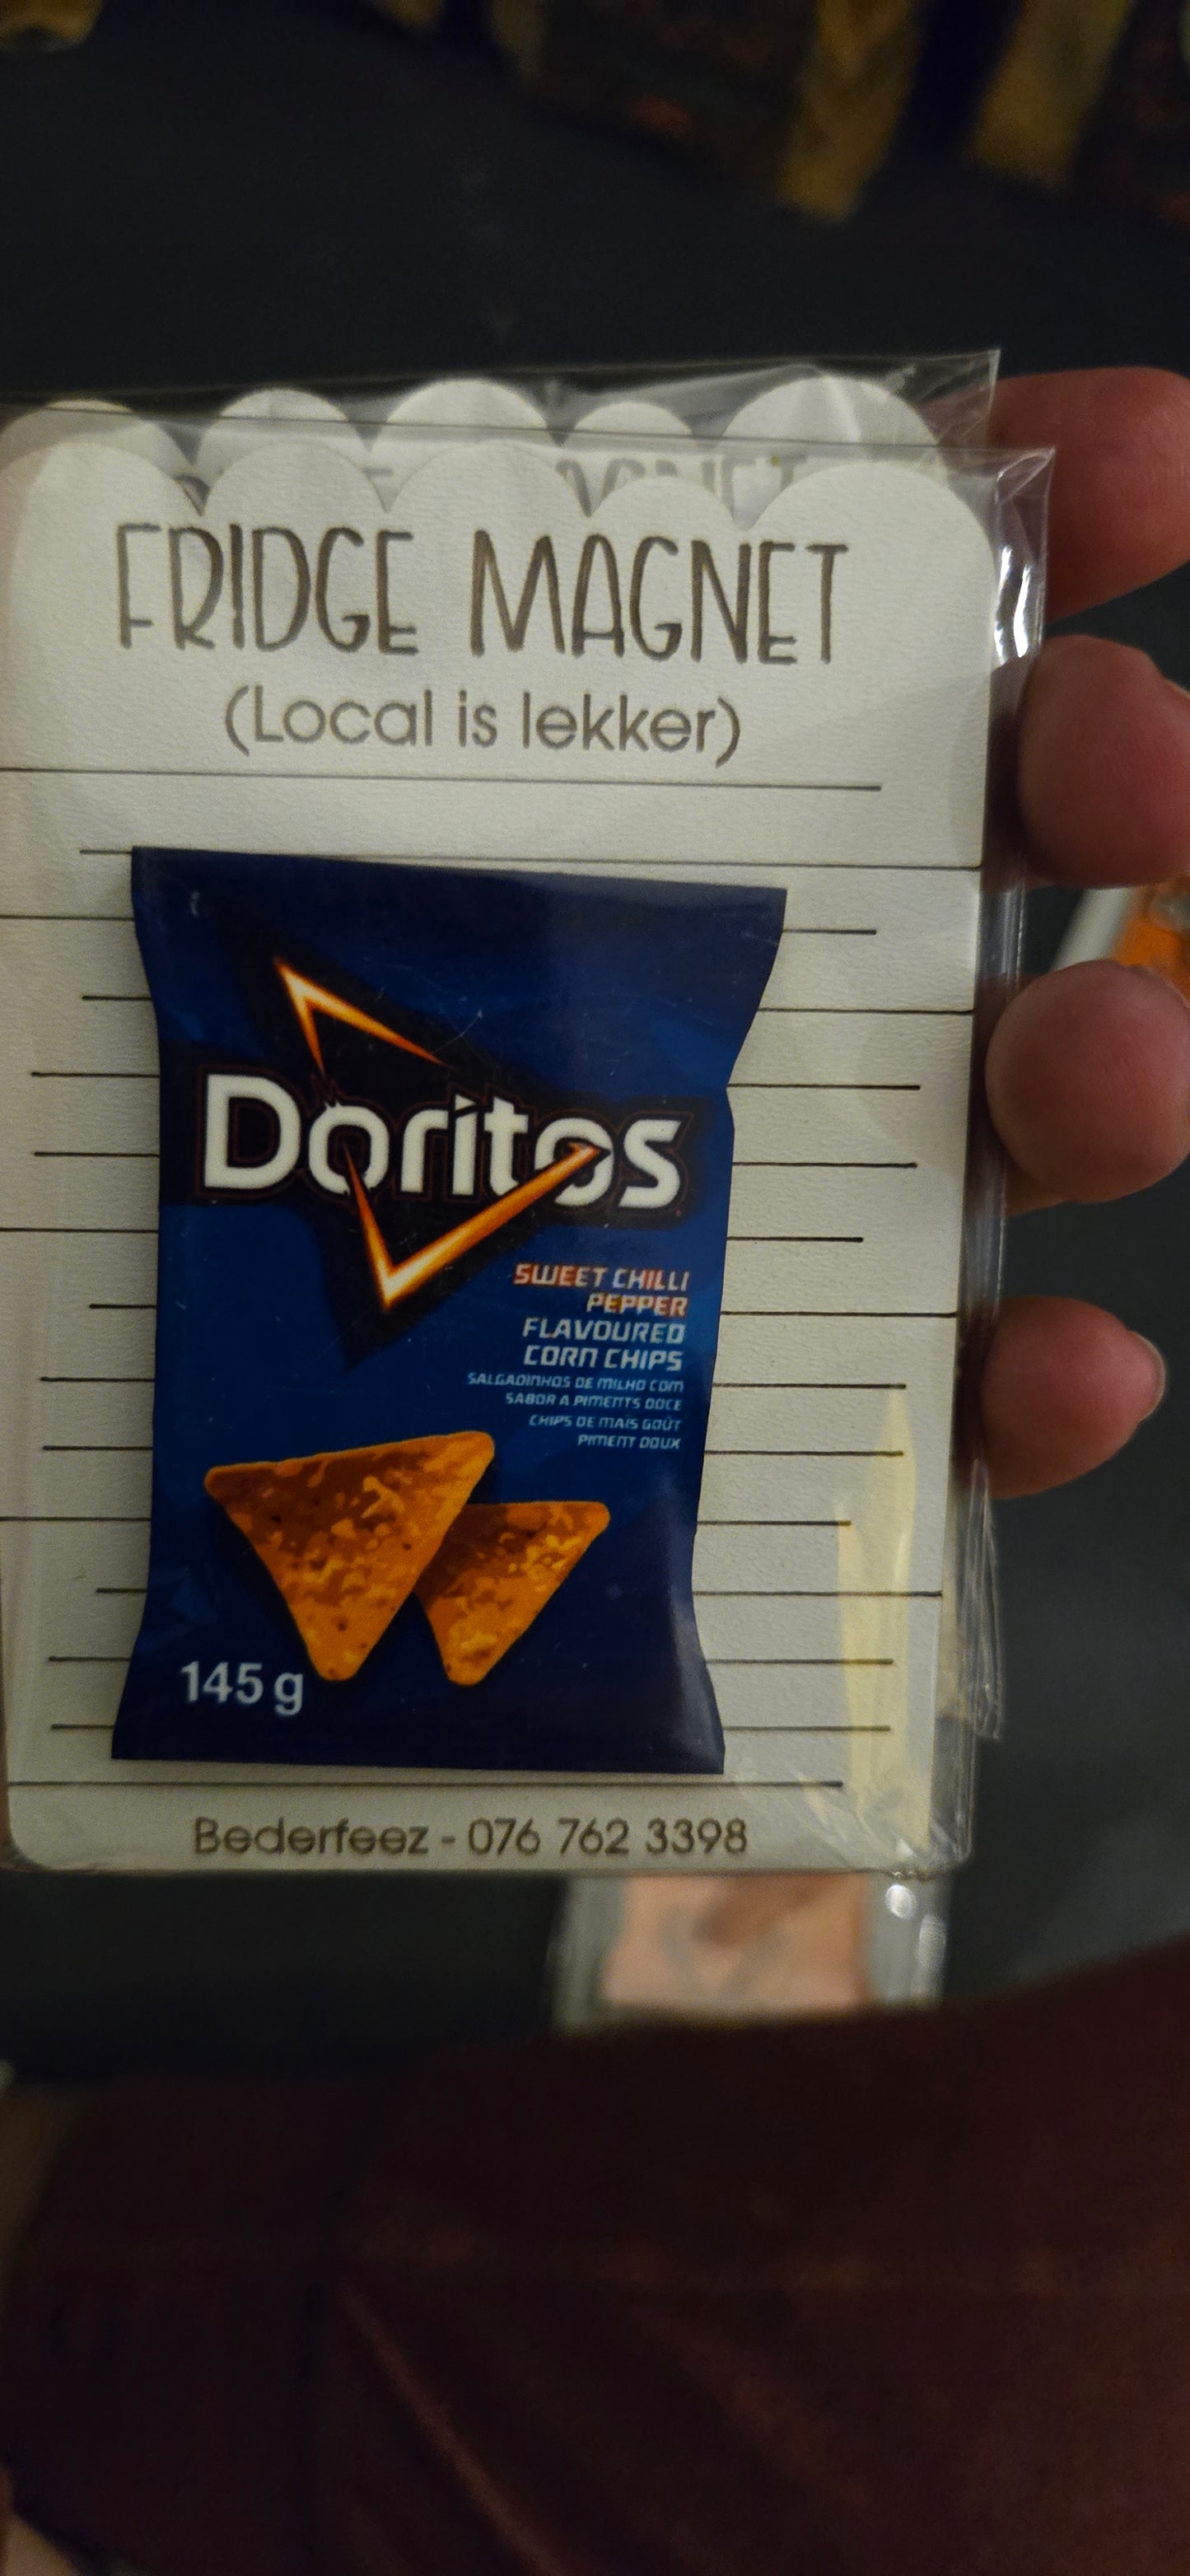 FRIDGE MAGNET
(Local is lekker)
Doritos
SWEET CHILLI
PEPPER
FLAVOURED
CORN CHIPS
SALGADINHOS DE MILHO COM
SABOR A PIMENTS DOCE
CHIPS DE MAIS GOÛT
PIMENT DOUX
145 g
Bederfeez - 076 762 3398